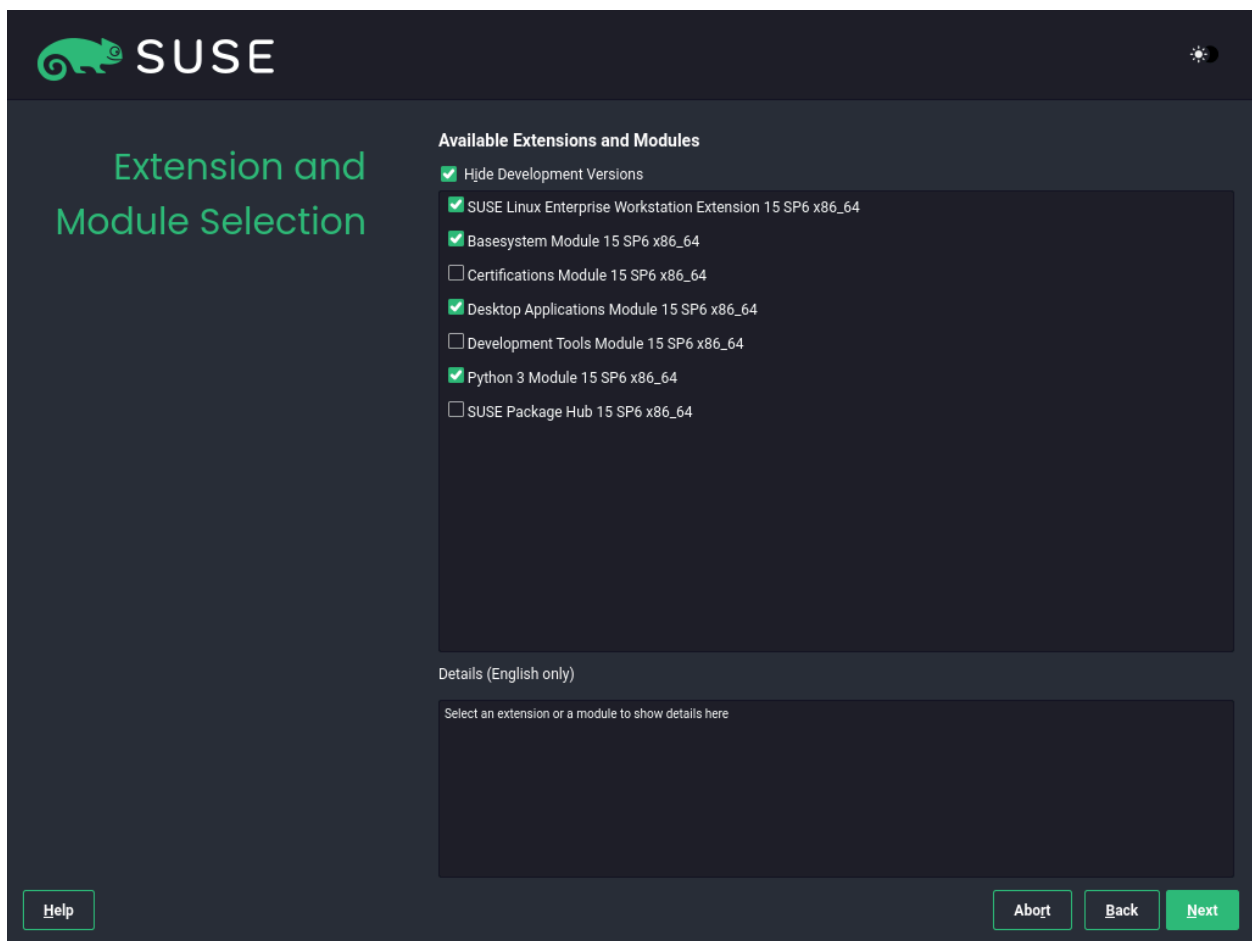 SUSE
Extension and
Module Selection
Available Extensions and Modules
Hide Development Versions
SUSE Linux Enterprise Workstation Extension 15 SP6 x86_64
Basesystem Module 15 SP6 x86_64
Certifications Module 15 SP6 x86_64
Desktop Applications Module 15 SP6 x86_64
Development Tools Module 15 SP6 x86_64
Python 3 Module 15 SP6 x86_64
SUSE Package Hub 15 SP6 x86_64
Details (English only)
Select an extension or a module to show details here
Help
Abort
Back
Next